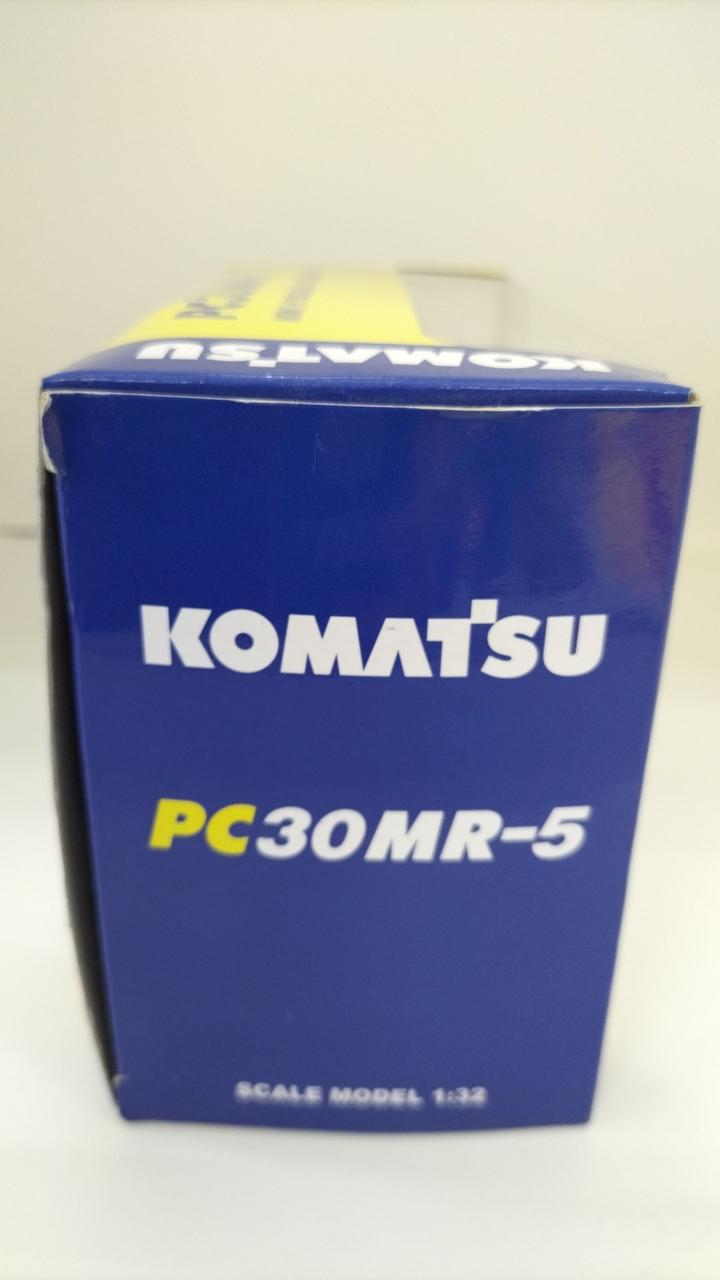 KOMATSU
KOMATSU
PC30MR-5
SCALE MODEL 1:32